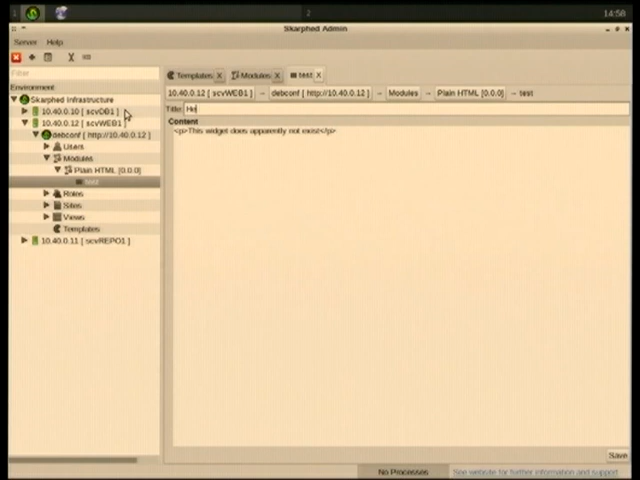 2
14:58
Skarphed Admin
Server Help
Filter
Environment
Skarphed Infrastructure
10.40.0.10 [ scvDB1 ]
10.40.0.12 [ scvWEB1 ]
debconf [ http://10.40.0.12 ]
Users
Modules
Plain HTML [0.0.0]
test
Roles
Sites
Views
Templates
10.40.0.11 [ scvREPO1 ]
Templates X Modules X test X
10.40.0.12 [ scvWEB1 ] → debconf [ http://10.40.0.12 ] → Modules → Plain HTML [0.0.0] → test
Title: He
Content
<p>This widget does apparently not exist</p>
Save
No Processes
See website for further information and support